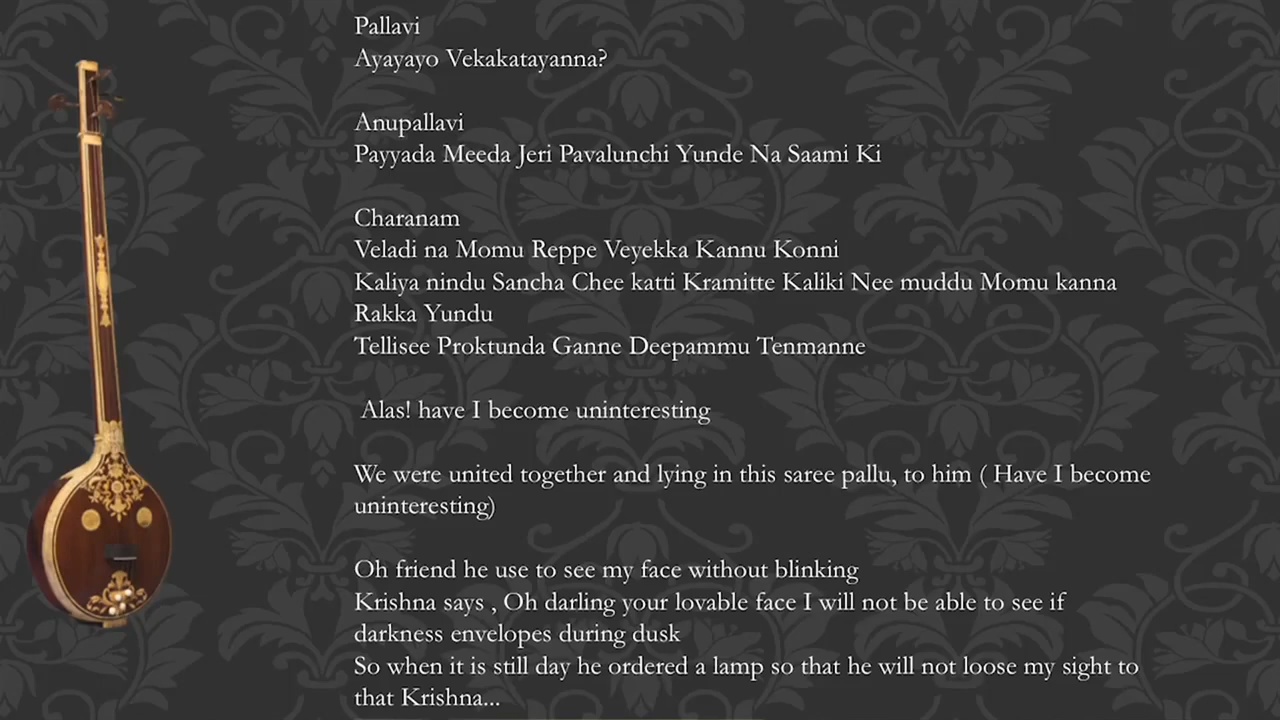 Pallavi
Ayayayo Vekakatayanna?
Anupallavi
Payyada Meeda Jeri Pavalunchi Yunde Na Saami Ki
Charanam
Veladi na Momu Reppe Veyekka Kannu Konni
Kaliya nindu Sancha Chee katti Kramitte Kaliki Nee muddu Momu kanna
Rakka Yundu
Tellisee Proktunda Ganne Deepammu Tenmanne
Alas! have I become uninteresting
We were united together and lying in this saree pallu, to him ( Have I become
uninteresting)
Oh friend he use to see my face without blinking
Krishna says , Oh darling your lovable face I will not be able to see if
darkness envelopes during dusk
So when it is still day he ordered a lamp so that he will not loose my sight to
that Krishna...